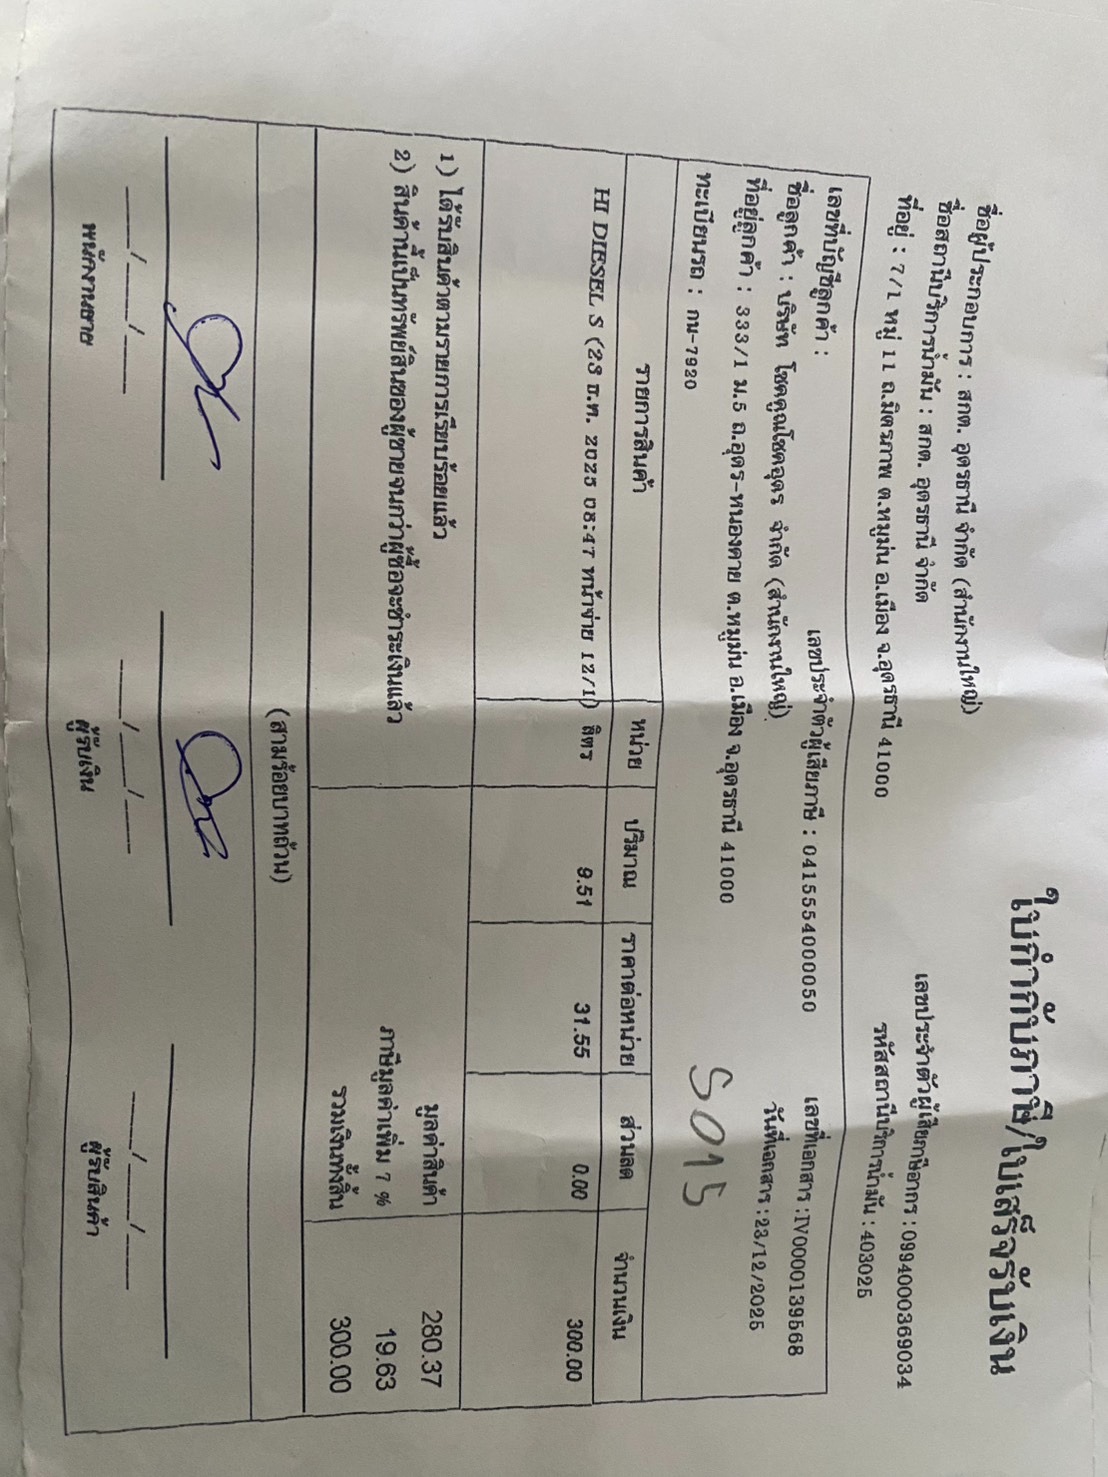 ใบกำกับภาษี/ใบเสร็จรับเงิน
ชื่อผู้ประกอบการ : สกต. อุดรธานี จำกัด (สำนักงานใหญ่)
เลขประจำตัวผู้เสียภาษีอากร : 0994000369034
ชื่อสถานีบริการน้ำมัน : สกต. อุดรธานี จำกัด
รหัสสถานีบริการน้ำมัน : 403025
ที่อยู่ : 7/1 หมู่ 11 ถ.มิตรภาพ ต.หมูม่น อ.เมือง จ.อุดรธานี 41000
เลขที่บัญชีลูกค้า :
เลขประจำตัวผู้เสียภาษี : 0415554000050
เลขที่เอกสาร : IV0000139568
ชื่อลูกค้า : บริษัท โชคคูณโชคอุดร จำกัด (สำนักงานใหญ่)
วันที่เอกสาร : 23/12/2025
ที่อยู่ลูกค้า : 333/1 ม.5 ถ.อุดร-หนองคาย ต.หมูม่น อ.เมือง จ.อุดรธานี 41000
ทะเบียนรถ : กน-7920
S015
รายการสินค้า หน่วย ปริมาณ ราคาต่อหน่วย ส่วนลด จำนวนเงิน
HI DIESEL S (23 ธ.ค. 2025 08:47 หน้าจ่าย 12/1) ลิตร 9.51 31.55 0.00 300.00
1) ได้รับสินค้าตามรายการเรียบร้อยแล้ว
มูลค่าสินค้า 280.37
2) สินค้านี้เป็นทรัพย์สินของผู้ขายจนกว่าผู้ซื้อจะชำระเงินแล้ว
ภาษีมูลค่าเพิ่ม 7 % 19.63
รวมเงินทั้งสิ้น 300.00
(สามร้อยบาทถ้วน)
___/___/___ ___/___/___ ___/___/___
พนักงานขาย ผู้รับเงิน ผู้รับสินค้า